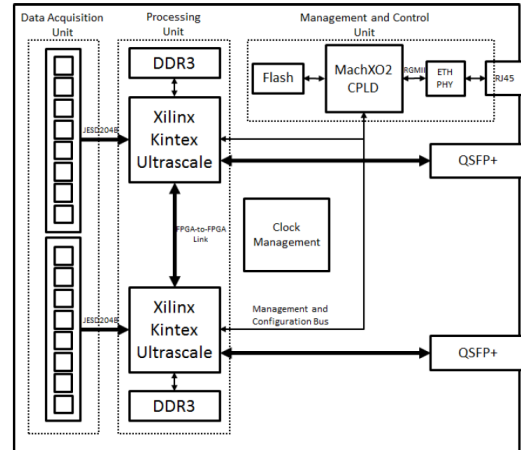 Data Acquisition
Unit
Processing
Unit
Management and Control
Unit
DDR3
Flash
MachXO2
CPLD
RGMII
ETH
PHY
RJ45
Xilinx
Kintex
Ultrascale
JESD204B
QSFP+
FPGA-to-FPGA
Link
Clock
Management
Xilinx
Kintex
Ultrascale
JESD204B
Management and
Configuration Bus
QSFP+
DDR3